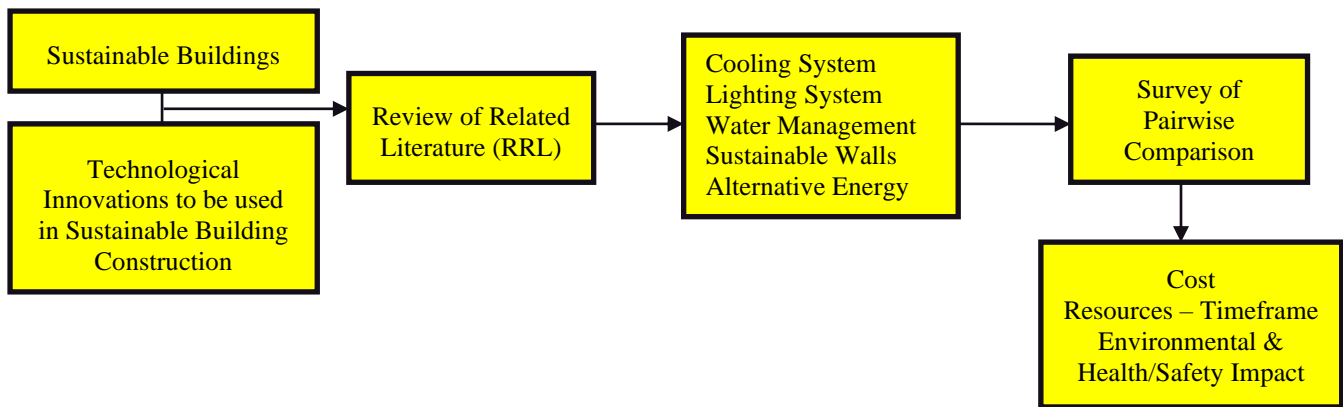 Sustainable Buildings
Technological
Innovations to be used
in Sustainable Building
Construction
Review of Related
Literature (RRL)
Cooling System
Lighting System
Water Management
Sustainable Walls
Alternative Energy
Survey of
Pairwise
Comparison
Cost
Resources – Timeframe
Environmental &
Health/Safety Impact